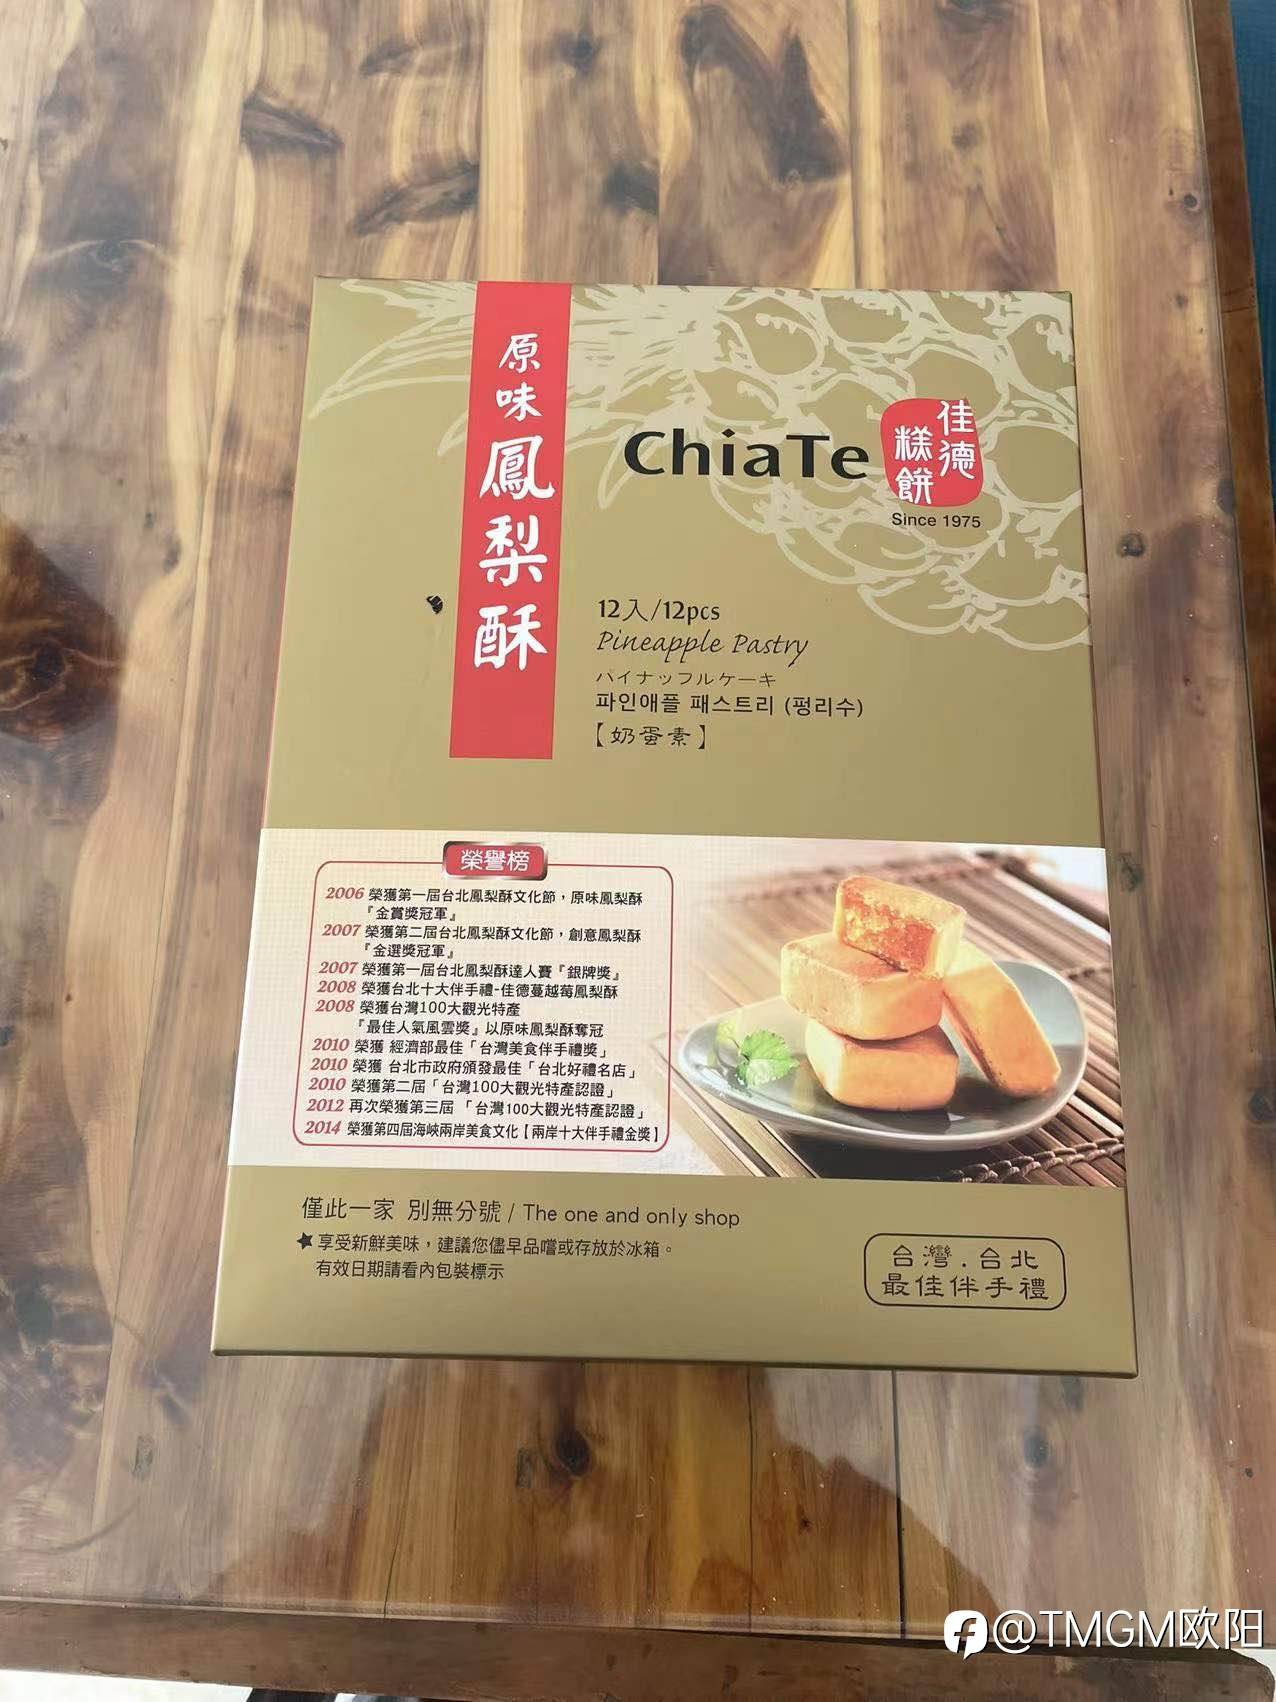 原味鳳梨酥
ChiaTe
佳德
糕餅
Since 1975
12入/12pcs
Pineapple Pastry
パイナップルケーキ
파인애플 패스트리 (펑리수)
【奶蛋素】
榮譽榜
2006 榮獲第一屆台北鳳梨酥文化節，原味鳳梨酥
『金賞獎冠軍』
2007 榮獲第二屆台北鳳梨酥文化節，創意鳳梨酥
『金選獎冠軍』
2007 榮獲第一屆台北鳳梨酥達人賽『銀牌獎』
2008 榮獲台北十大伴手禮-佳德蔓越莓鳳梨酥
2008 榮獲台灣100大觀光特產
『最佳人氣風雲獎』以原味鳳梨酥奪冠
2010 榮獲 經濟部最佳「台灣美食伴手禮獎」
2010 榮獲 台北市政府頒發最佳「台北好禮名店」
2010 榮獲第二屆「台灣100大觀光特產認證」
2012 再次榮獲第三屆「台灣100大觀光特產認證」
2014 榮獲第四屆海峽兩岸美食文化【兩岸十大伴手禮金獎】
僅此一家 別無分號 / The one and only shop
★享受新鮮美味，建議您儘早品嚐或存放於冰箱。
有效日期請看內包裝標示
台灣.台北
最佳伴手禮
@TMGM欧阳